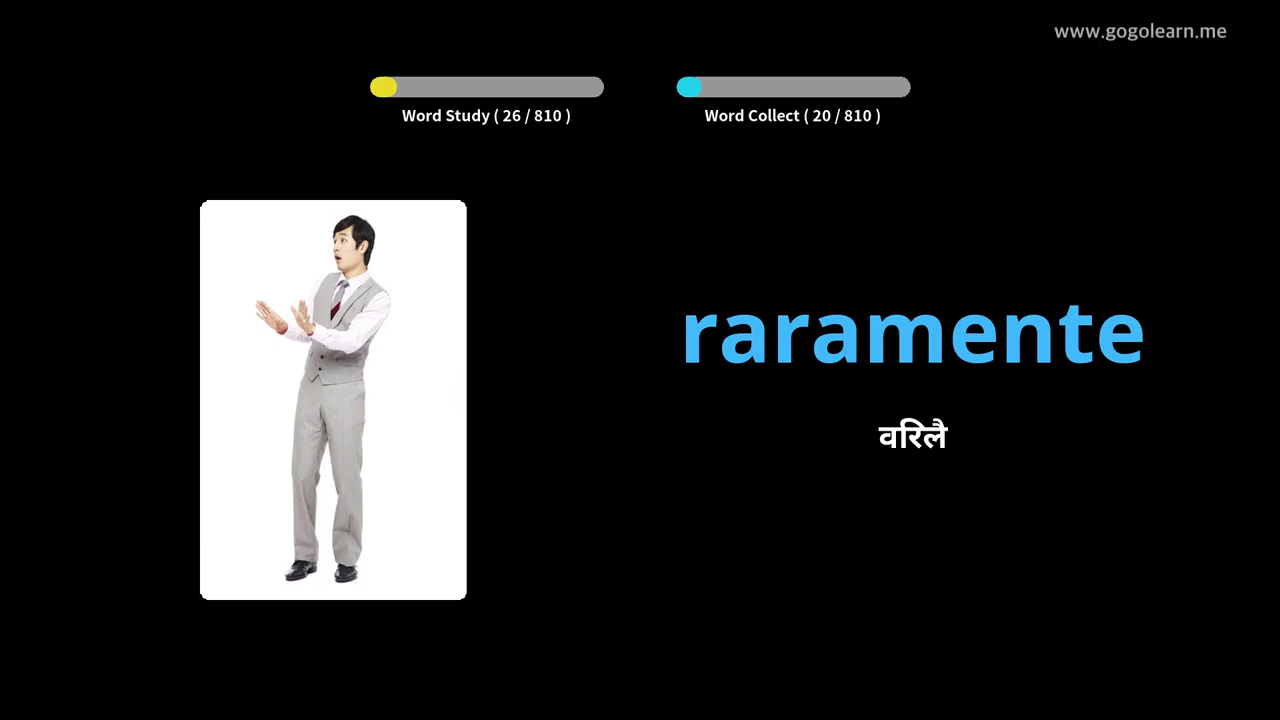 www.gogolearn.me
Word Study ( 26 / 810 )
Word Collect ( 20 / 810 )
raramente
वरिलै